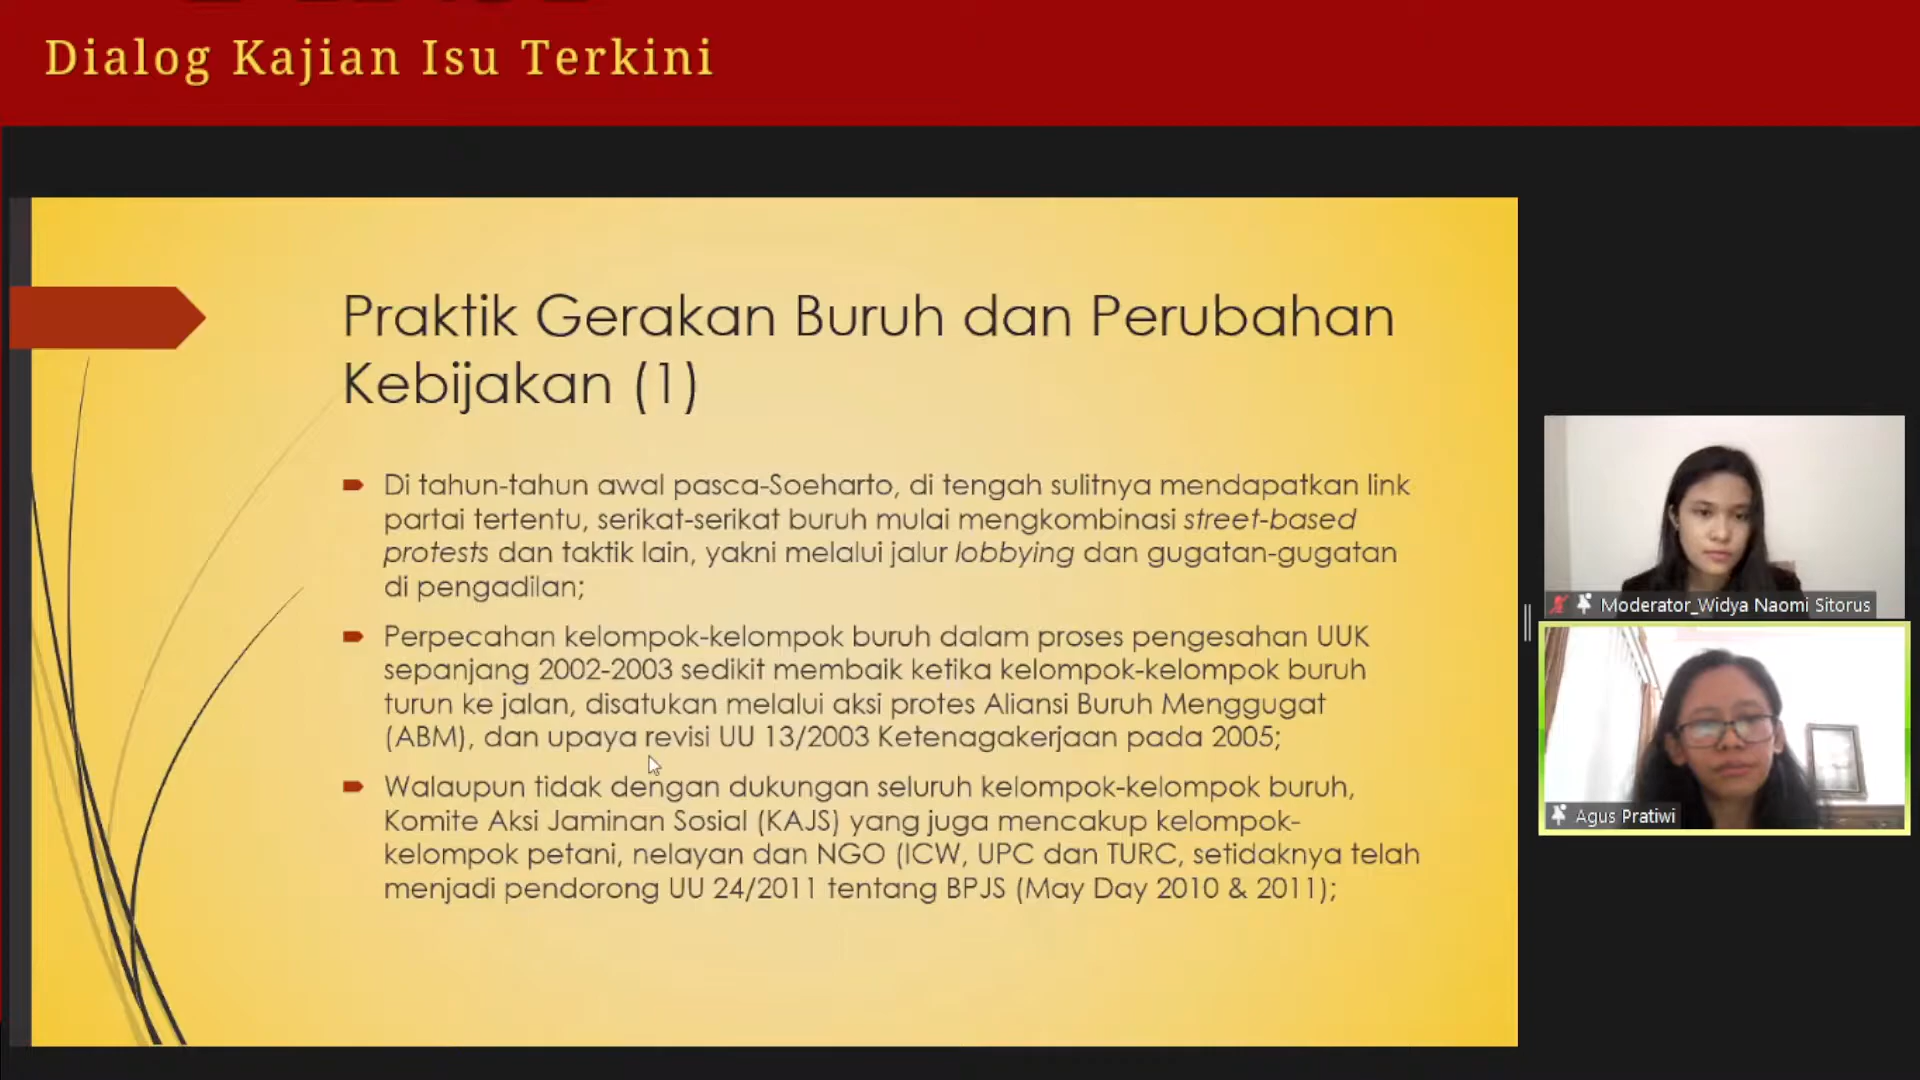 Dialog Kajian Isu Terkini
Praktik Gerakan Buruh dan Perubahan
Kebijakan (1)
Di tahun-tahun awal pasca-Soeharto, di tengah sulitnya mendapatkan link
partai tertentu, serikat-serikat buruh mulai mengkombinasi street-based
protests dan taktik lain, yakni melalui jalur lobbying dan gugatan-gugatan
di pengadilan;
Perpecahan kelompok-kelompok buruh dalam proses pengesahan UUK
sepanjang 2002-2003 sedikit membaik ketika kelompok-kelompok buruh
turun ke jalan, disatukan melalui aksi protes Aliansi Buruh Menggugat
(ABM), dan upaya revisi UU 13/2003 Ketenagakerjaan pada 2005;
Walaupun tidak dengan dukungan seluruh kelompok-kelompok buruh,
Komite Aksi Jaminan Sosial (KAJS) yang juga mencakup kelompok-
kelompok petani, nelayan dan NGO (ICW, UPC dan TURC, setidaknya telah
menjadi pendorong UU 24/2011 tentang BPJS (May Day 2010 & 2011);
Moderator_Widya Naomi Sitorus
Agus Pratiwi